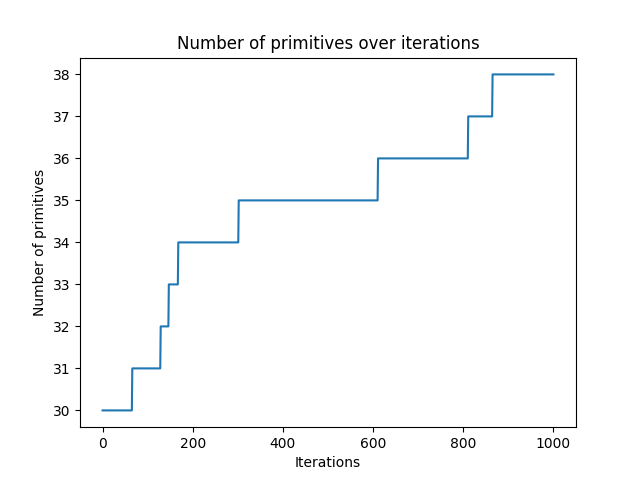 Number of primitives over iterations
38
37
36
35
34
33
32
31
30
Number of primitives
0 200 400 600 800 1000
Iterations